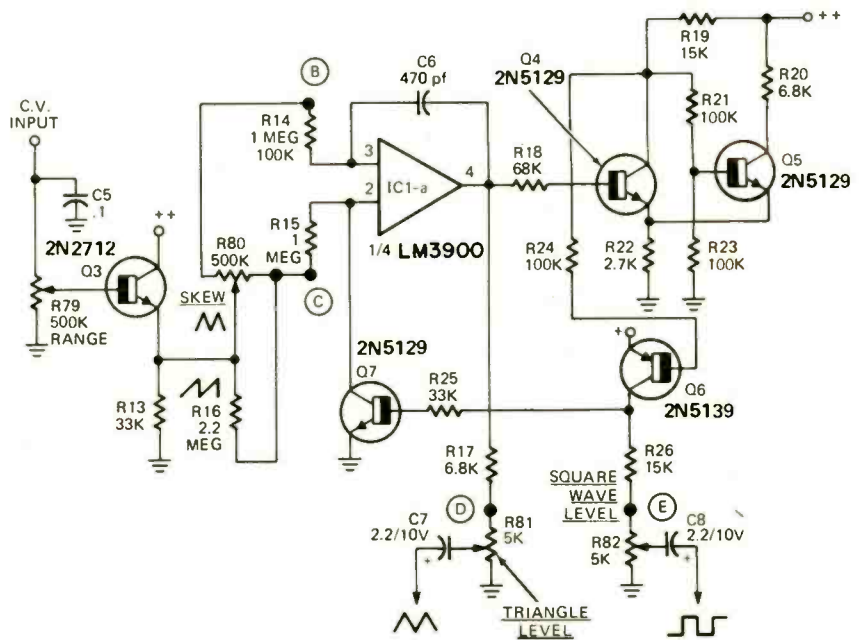 C.V.
INPUT
C5
.1
2N2712
++
Q3
R79
500K
RANGE
R13
33K
R16
2.2
MEG
SKEW
R80
500K
B
R14
1 MEG
100K
C6
470 pf
3
2
4
IC1-a
1/4 LM3900
R15
1
MEG
C
2N5129
Q7
R25
33K
R18
68K
Q4
2N5129
R19
15K
++
R20
6.8K
R21
100K
Q5
2N5129
R24
100K
R22
2.7K
R23
100K
+
Q6
2N5139
R17
6.8K
D
C7
2.2/10V
+
R81
5K
TRIANGLE
LEVEL
SQUARE
WAVE
LEVEL
R26
15K
E
R82
5K
C8
2.2/10V
+